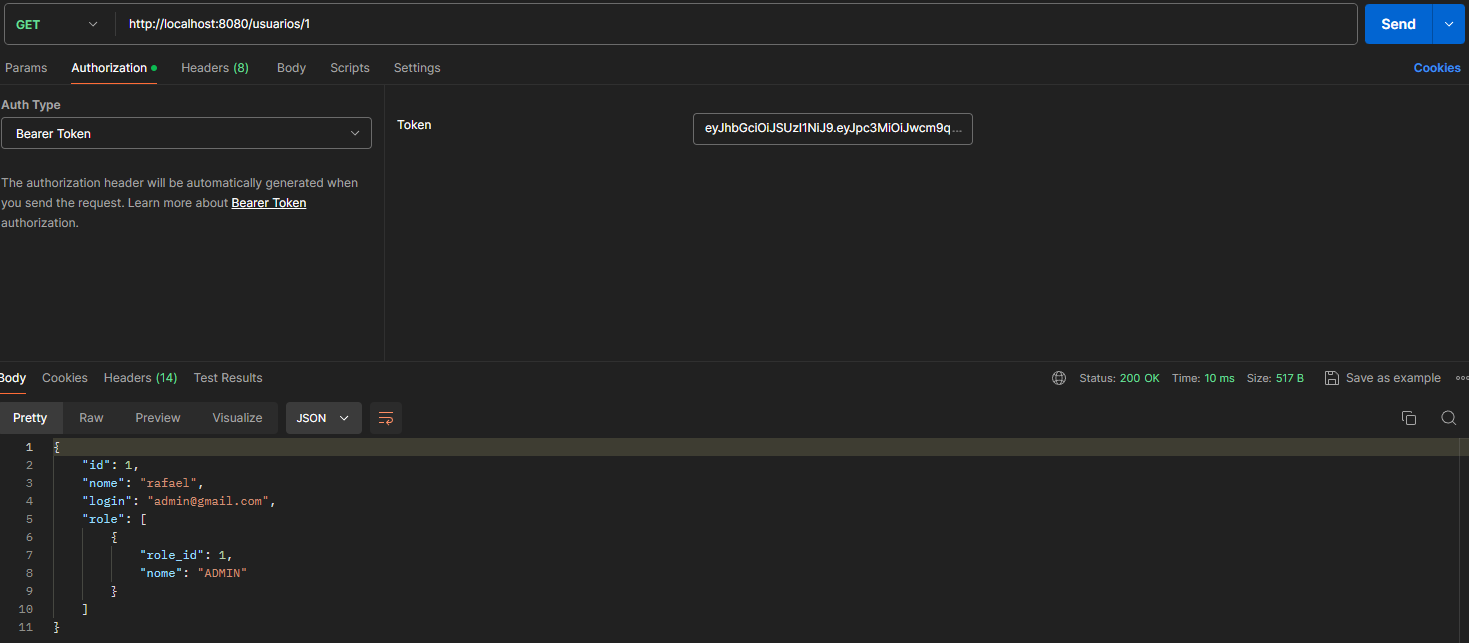 GET http://localhost:8080/usuarios/1 Send
Params Authorization Headers (8) Body Scripts Settings Cookies
Auth Type
Bearer Token
The authorization header will be automatically generated when
you send the request. Learn more about Bearer Token
authorization.
Token eyJhbGciOiJSUzI1NiJ9.eyJpc3MiOiJwcm9q...
Body Cookies Headers (14) Test Results Status: 200 OK Time: 10 ms Size: 517 B Save as example
Pretty Raw Preview Visualize JSON
1 {
2 "id": 1,
3 "nome": "rafael",
4 "login": "admin@gmail.com",
5 "role": [
6 {
7 "role_id": 1,
8 "nome": "ADMIN"
9 }
10 ]
11 }